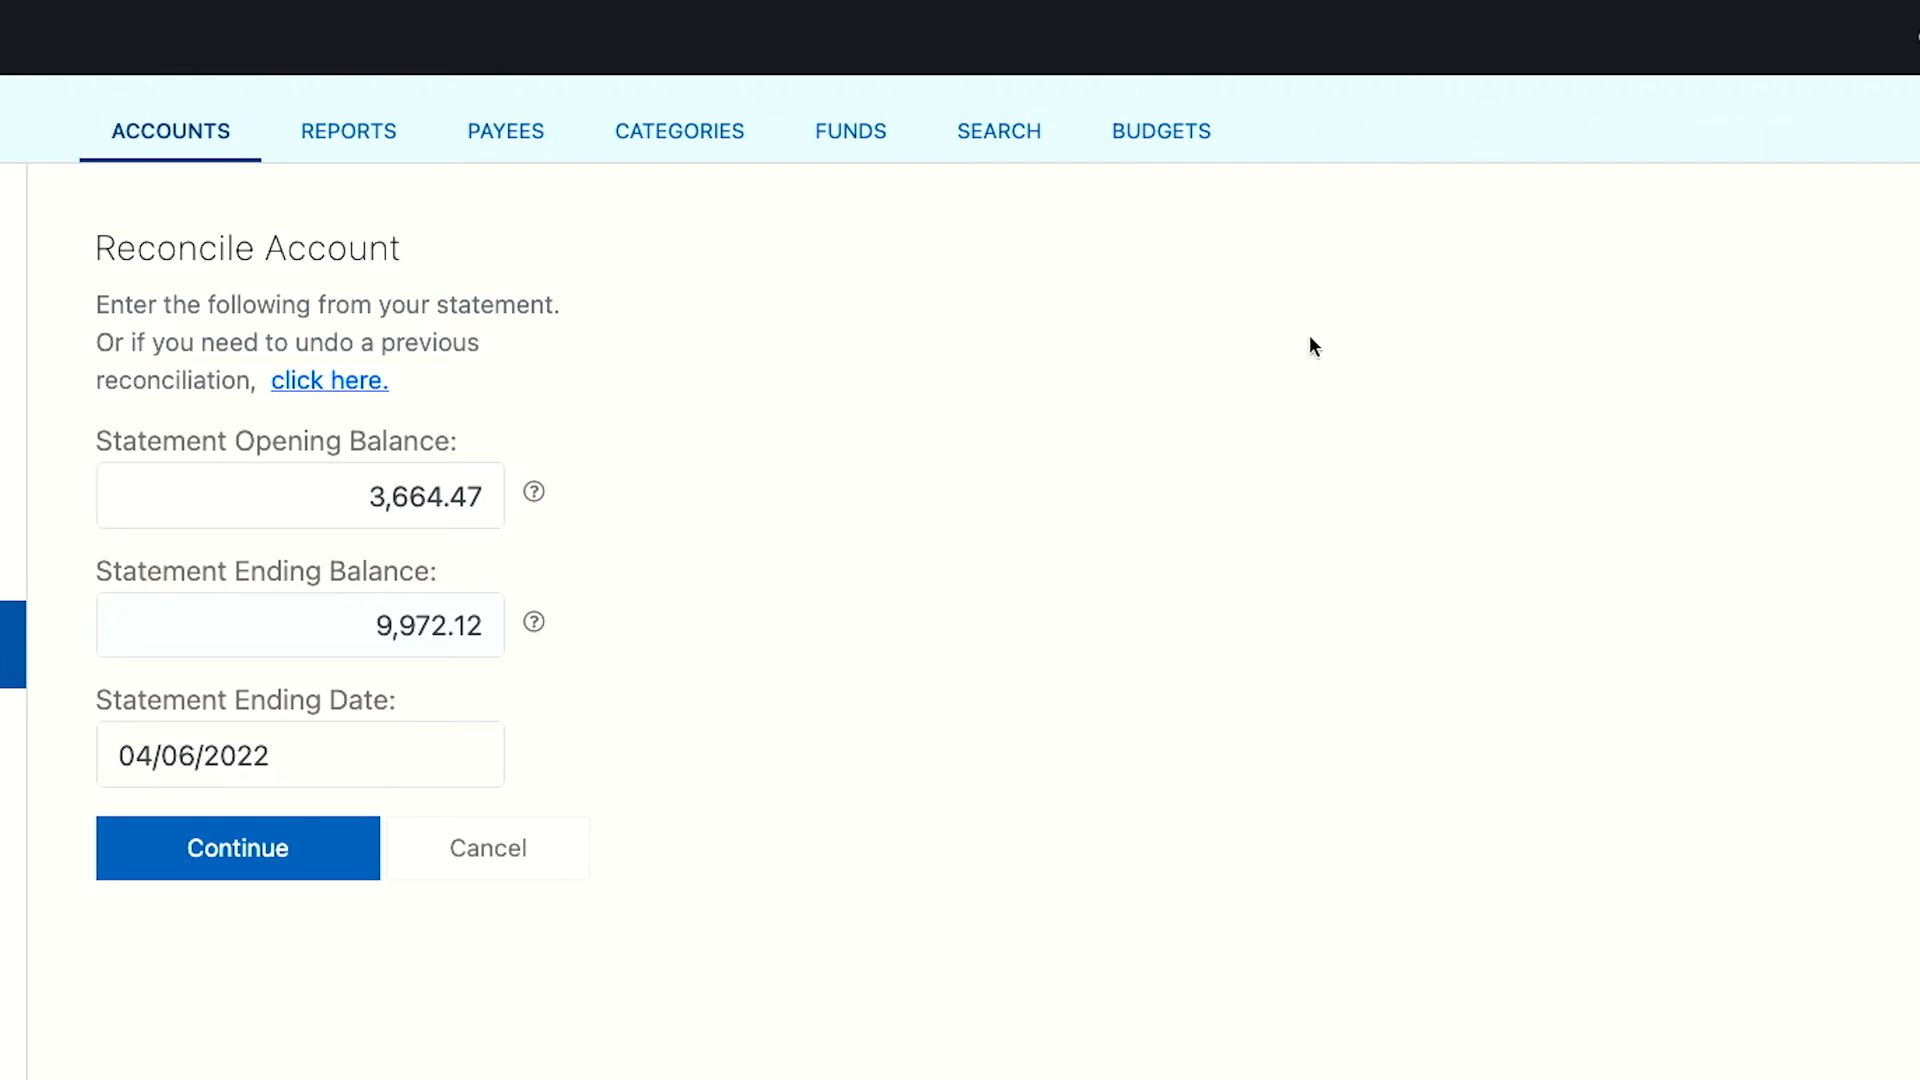 ACCOUNTS REPORTS PAYEES CATEGORIES FUNDS SEARCH BUDGETS
Reconcile Account
Enter the following from your statement.
Or if you need to undo a previous
reconciliation, click here.
Statement Opening Balance:
3,664.47
Statement Ending Balance:
9,972.12
Statement Ending Date:
04/06/2022
Continue Cancel